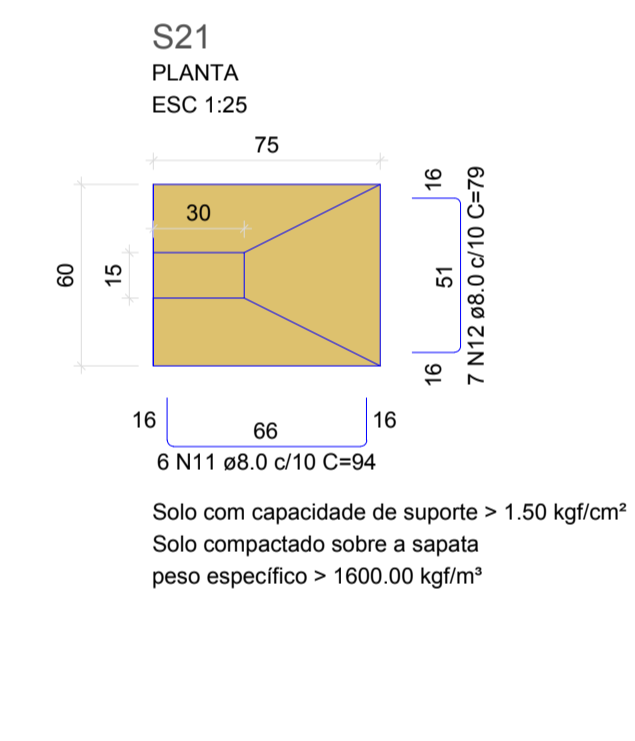 S21
PLANTA
ESC 1:25
75
30
60
15
16
51
16
7 N12 ø8.0 c/10 C=79
16
66
16
6 N11 ø8.0 c/10 C=94
Solo com capacidade de suporte > 1.50 kgf/cm²
Solo compactado sobre a sapata
peso específico > 1600.00 kgf/m³